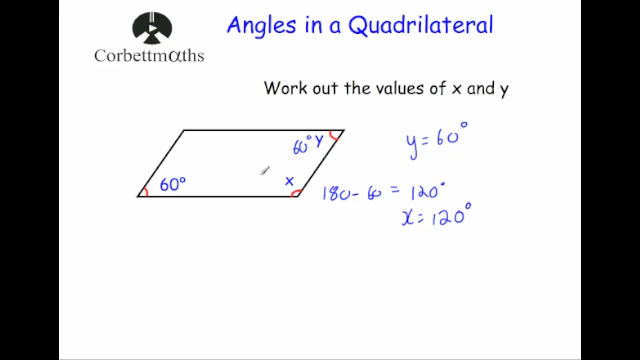 Angles in a Quadrilateral
Corbettmαths
Work out the values of x and y
60° y
y = 60°
60°
x
180 - 60 = 120°
x = 120°